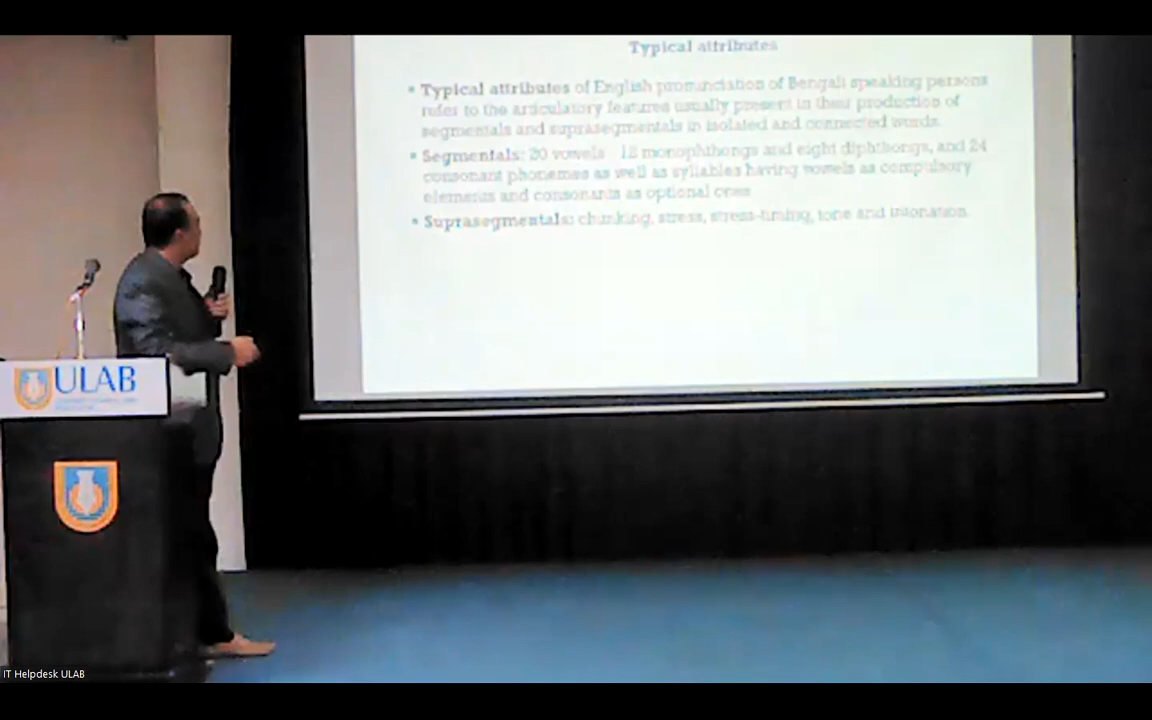 Typical attributes
• Typical attributes of English pronunciation of Bengali speaking persons
refer to the articulatory features usually present in their production of
segmentals and suprasegmentals in isolated and connected words.
• Segmentals: 20 vowels - 12 monophthongs and eight diphthongs, and 24
consonant phonemes as well as syllables having vowels as compulsory
elements and consonants as optional ones
• Suprasegmentals: chunking, stress, stress-timing, tone and intonation.
ULAB
IT Helpdesk ULAB